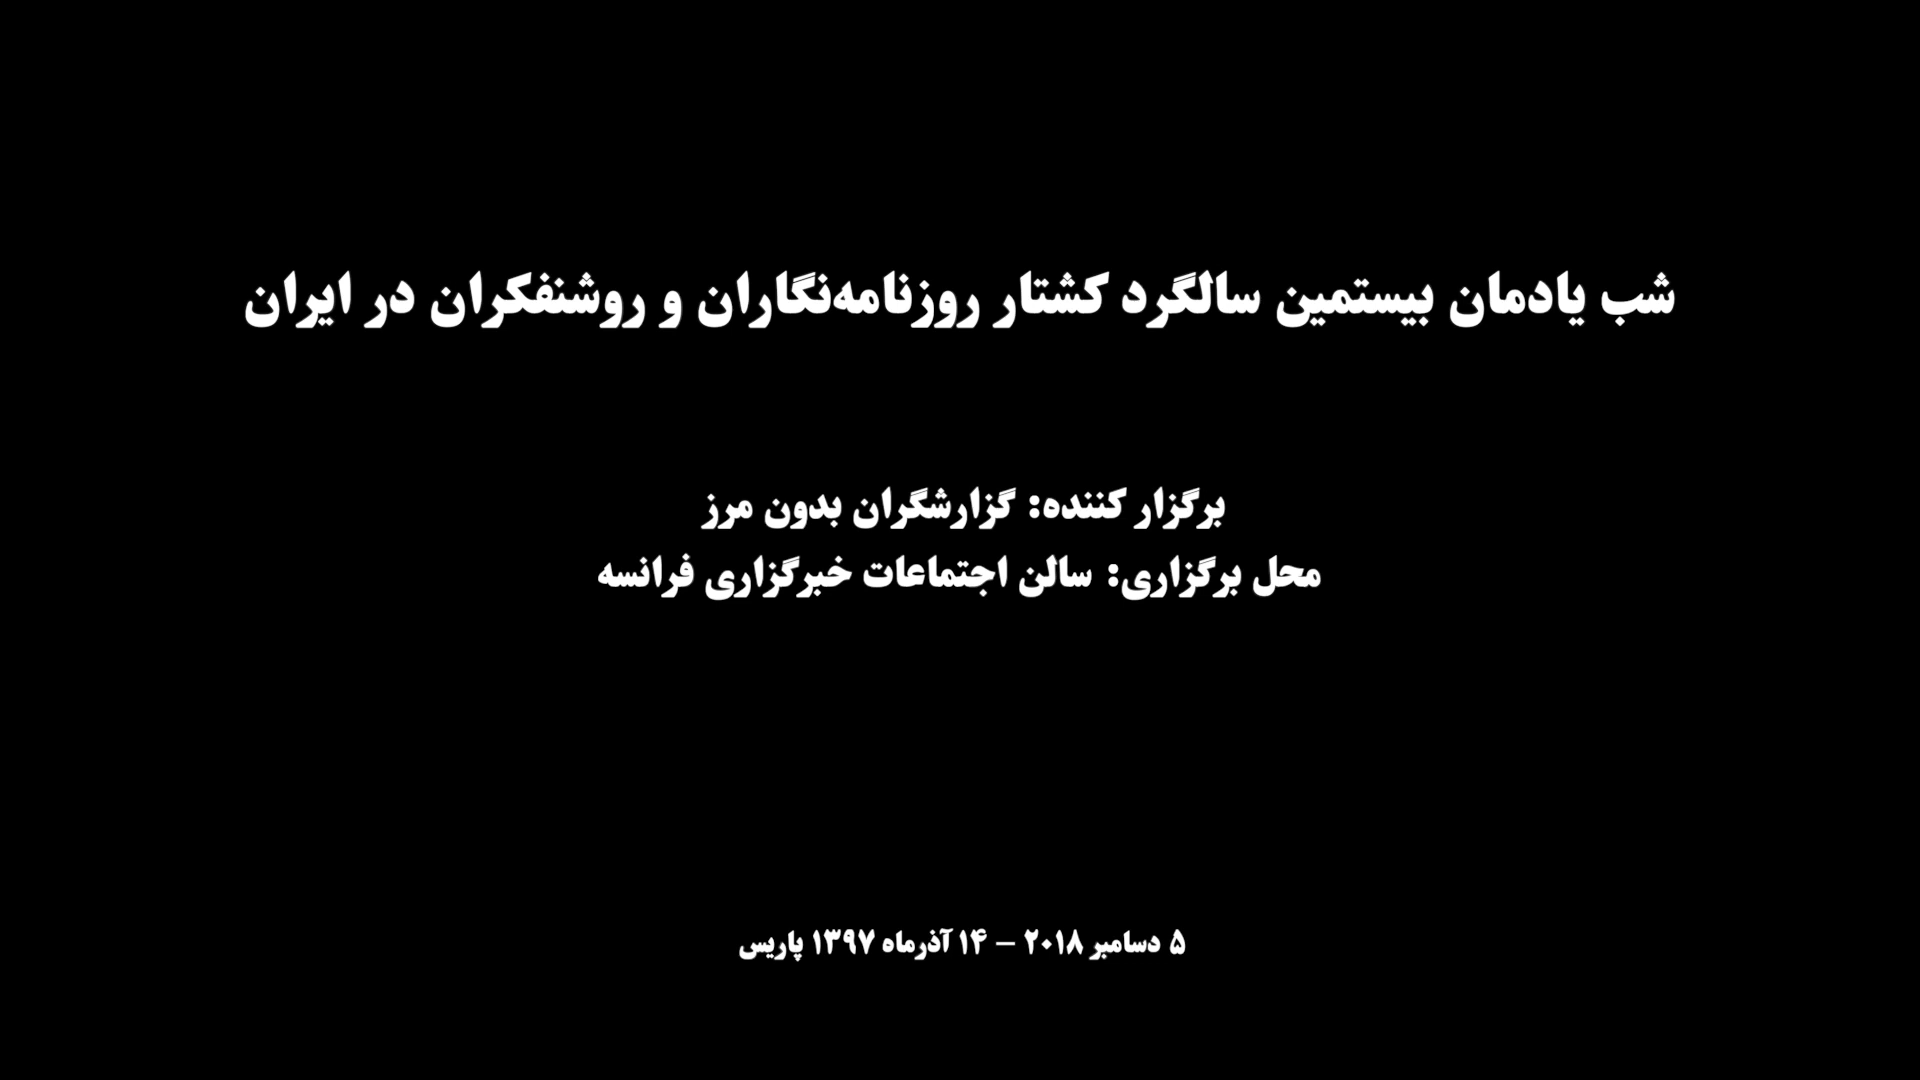 شب یادمان بیستمین سالگرد کشتار روزنامه‌نگاران و روشنفکران در ایران
برگزار کننده: گزارشگران بدون مرز
محل برگزاری: سالن اجتماعات خبرگزاری فرانسه
۵ دسامبر ۲۰۱۸ – ۱۴ آذرماه ۱۳۹۷ پاریس